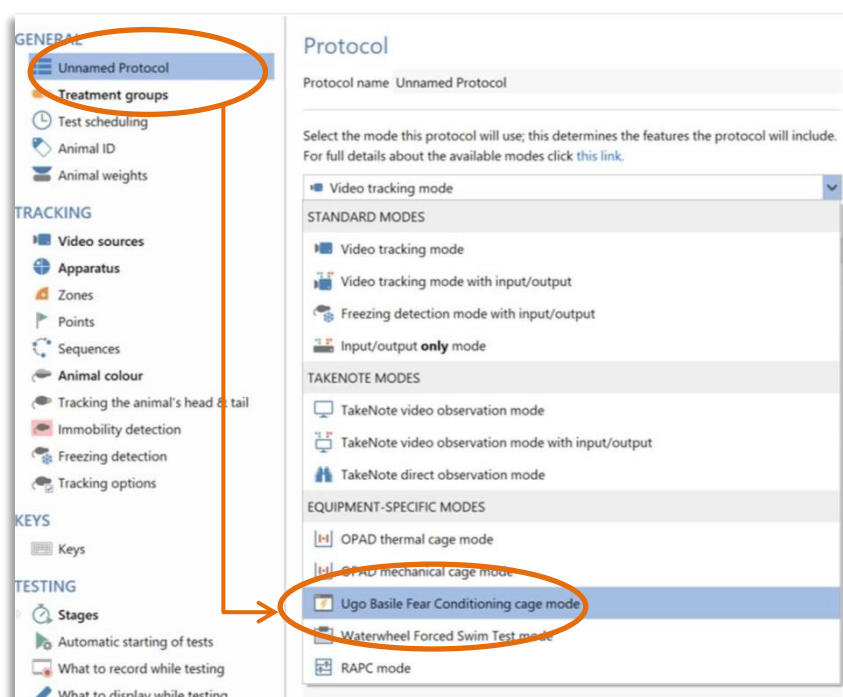 GENERAL
Unnamed Protocol
Treatment groups
Test scheduling
Animal ID
Animal weights
TRACKING
Video sources
Apparatus
Zones
Points
Sequences
Animal colour
Tracking the animal's head & tail
Immobility detection
Freezing detection
Tracking options
KEYS
Keys
TESTING
Stages
Automatic starting of tests
What to record while testing
What to display while testing
Protocol
Protocol name Unnamed Protocol
Select the mode this protocol will use; this determines the features the protocol will include.
For full details about the available modes click this link.
Video tracking mode
STANDARD MODES
Video tracking mode
Video tracking mode with input/output
Freezing detection mode with input/output
Input/output only mode
TAKENOTE MODES
TakeNote video observation mode
TakeNote video observation mode with input/output
TakeNote direct observation mode
EQUIPMENT-SPECIFIC MODES
OPAD thermal cage mode
OPAD mechanical cage mode
Ugo Basile Fear Conditioning cage mode
Waterwheel Forced Swim Test mode
RAPC mode